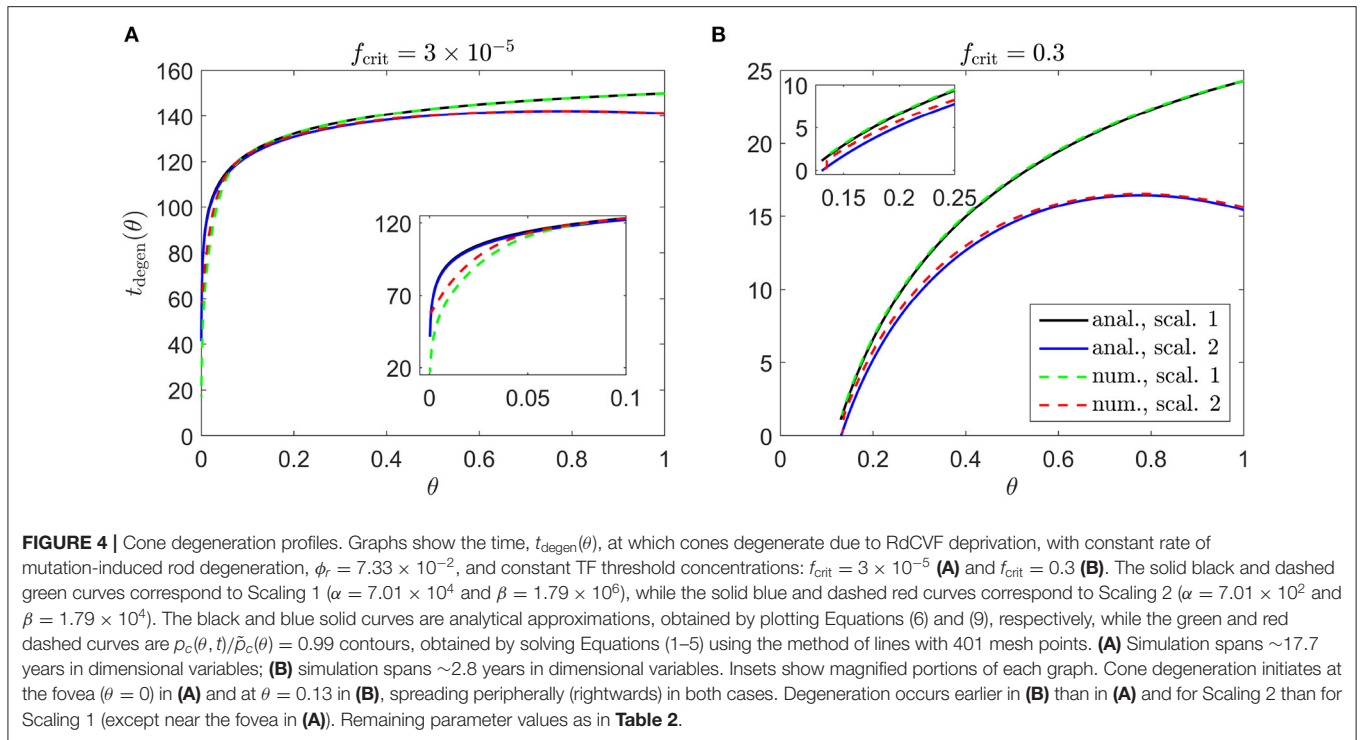 A
f_crit = 3 × 10⁻⁵
160
140
120
100
80
60
40
20
0
t_degen(θ)
0 0.2 0.4 0.6 0.8 1
θ
120
70
20
0 0.05 0.1
B
f_crit = 0.3
25
20
15
10
5
0
0 0.2 0.4 0.6 0.8 1
θ
10
5
0
0.15 0.2 0.25
anal., scal. 1
anal., scal. 2
num., scal. 1
num., scal. 2
FIGURE 4 | Cone degeneration profiles. Graphs show the time, t_degen(θ), at which cones degenerate due to RdCVF deprivation, with constant rate of
mutation-induced rod degeneration, ϕ_r = 7.33 × 10⁻², and constant TF threshold concentrations: f_crit = 3 × 10⁻⁵ (A) and f_crit = 0.3 (B). The solid black and dashed
green curves correspond to Scaling 1 (α = 7.01 × 10⁴ and β = 1.79 × 10⁶), while the solid blue and dashed red curves correspond to Scaling 2 (α = 7.01 × 10² and
β = 1.79 × 10⁴). The black and blue solid curves are analytical approximations, obtained by plotting Equations (6) and (9), respectively, while the green and red
dashed curves are p_c(θ, t)/p̃_c(θ) = 0.99 contours, obtained by solving Equations (1–5) using the method of lines with 401 mesh points. (A) Simulation spans ~17.7
years in dimensional variables; (B) simulation spans ~2.8 years in dimensional variables. Insets show magnified portions of each graph. Cone degeneration initiates at
the fovea (θ = 0) in (A) and at θ = 0.13 in (B), spreading peripherally (rightwards) in both cases. Degeneration occurs earlier in (B) than in (A) and for Scaling 2 than for
Scaling 1 (except near the fovea in (A)). Remaining parameter values as in Table 2.